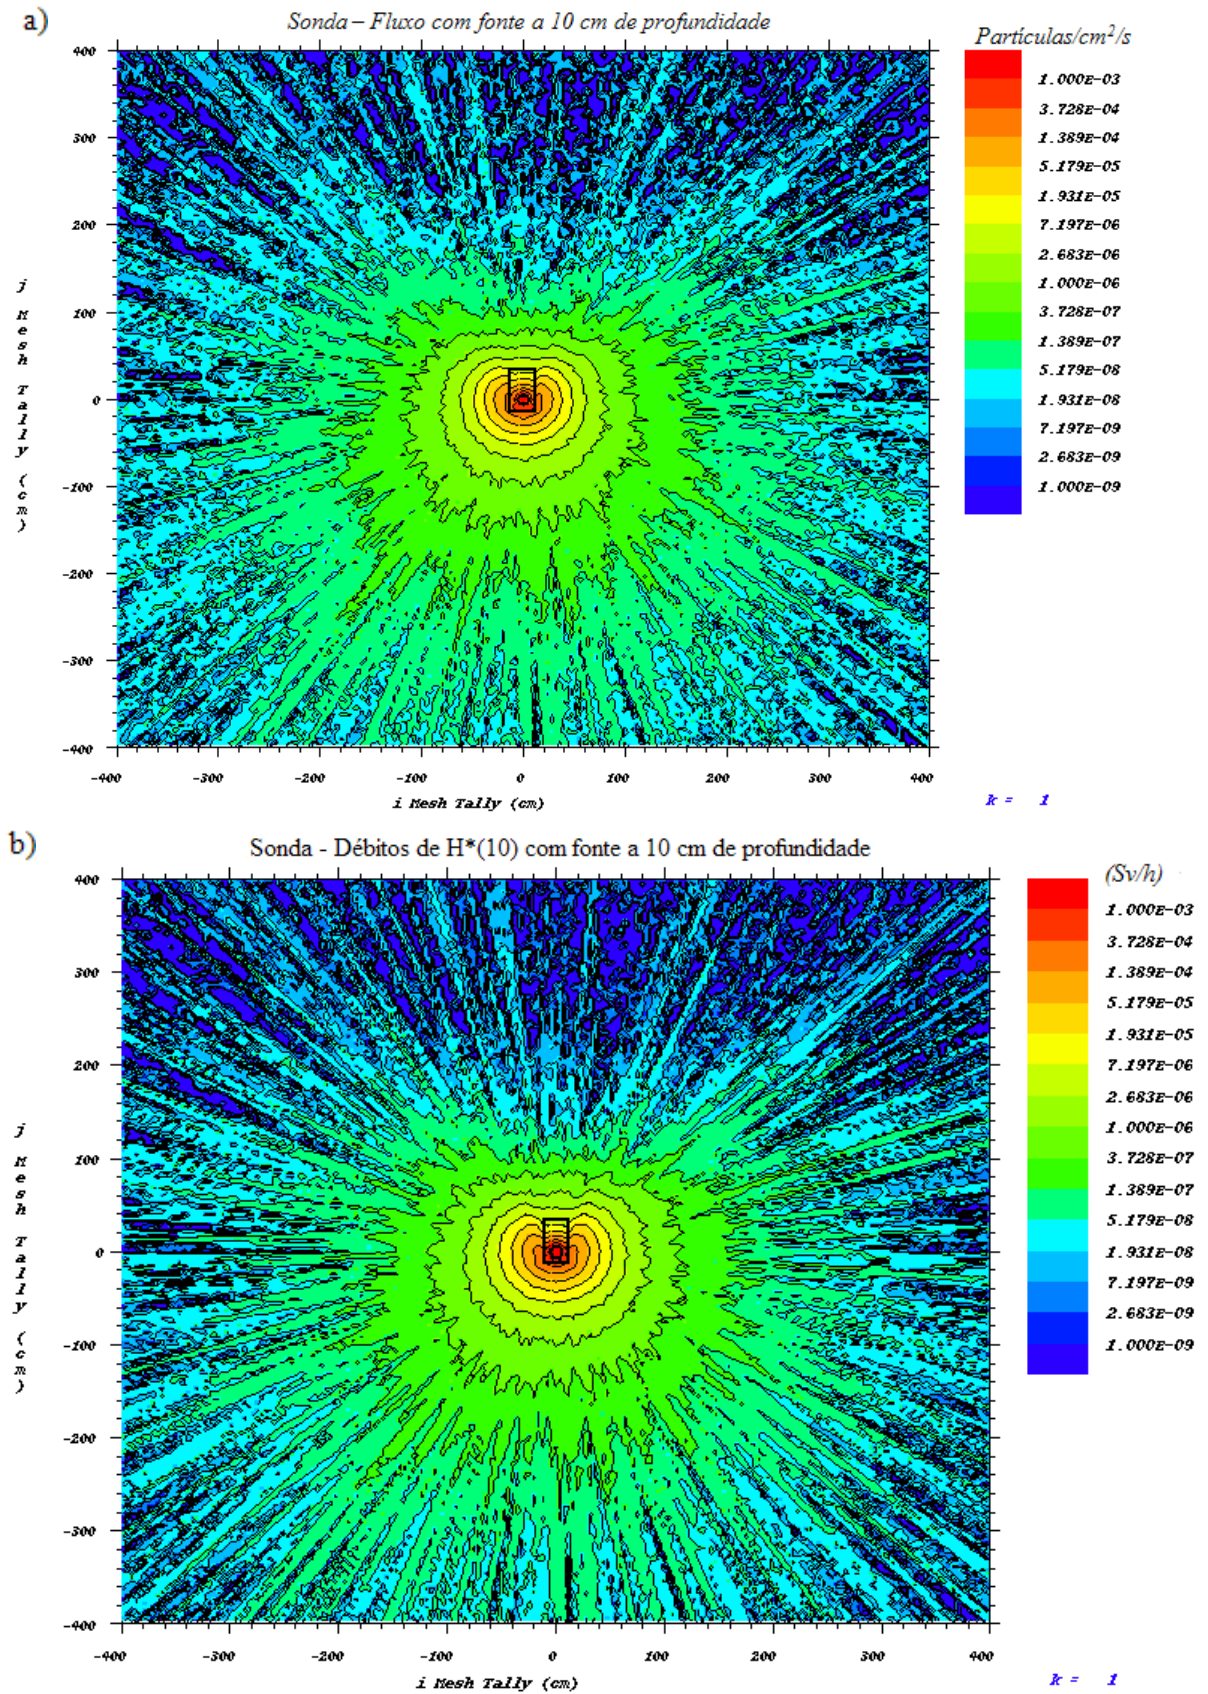 a)
Sonda – Fluxo com fonte a 10 cm de profundidade
Partículas/cm²/s
400
300
200
100
0
-100
-200
-300
-400
j Mesh Tally (cm)
-400 -300 -200 -100 0 100 200 300 400
i Mesh Tally (cm)
1.000E-03
3.728E-04
1.389E-04
5.179E-05
1.931E-05
7.197E-06
2.683E-06
1.000E-06
3.728E-07
1.389E-07
5.179E-08
1.931E-08
7.197E-09
2.683E-09
1.000E-09
k = 1
b)
Sonda - Débitos de H*(10) com fonte a 10 cm de profundidade
(Sv/h)
400
300
200
100
0
-100
-200
-300
-400
j Mesh Tally (cm)
-400 -300 -200 -100 0 100 200 300 400
i Mesh Tally (cm)
1.000E-03
3.728E-04
1.389E-04
5.179E-05
1.931E-05
7.197E-06
2.683E-06
1.000E-06
3.728E-07
1.389E-07
5.179E-08
1.931E-08
7.197E-09
2.683E-09
1.000E-09
k = 1